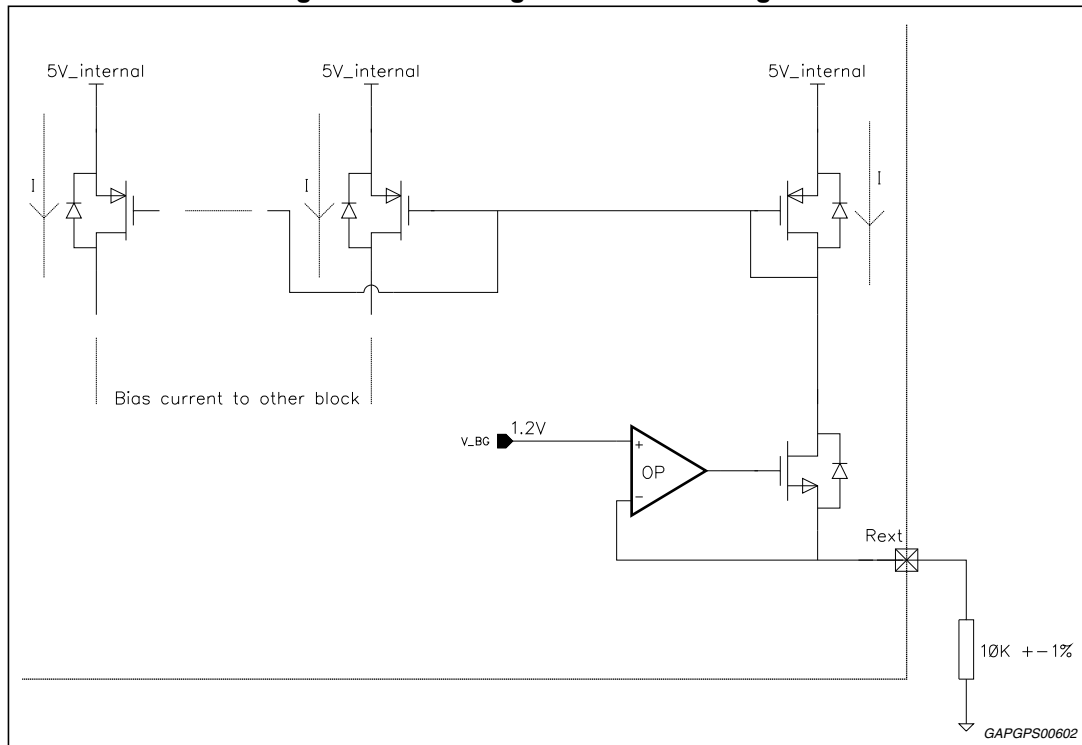 5V_internal
5V_internal
5V_internal
I
I
I
Bias current to other block
V_BG
1.2V
+
OP
-
Rext
10K +-1%
GAPGPS00602